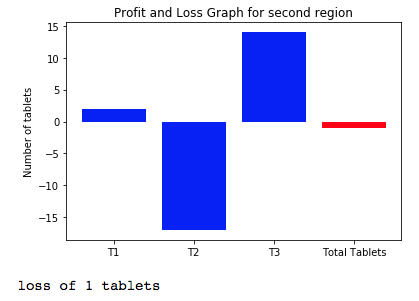 Profit and Loss Graph for second region
15
10
5
0
−5
−10
−15
Number of tablets
T1 T2 T3 Total Tablets
loss of 1 tablets